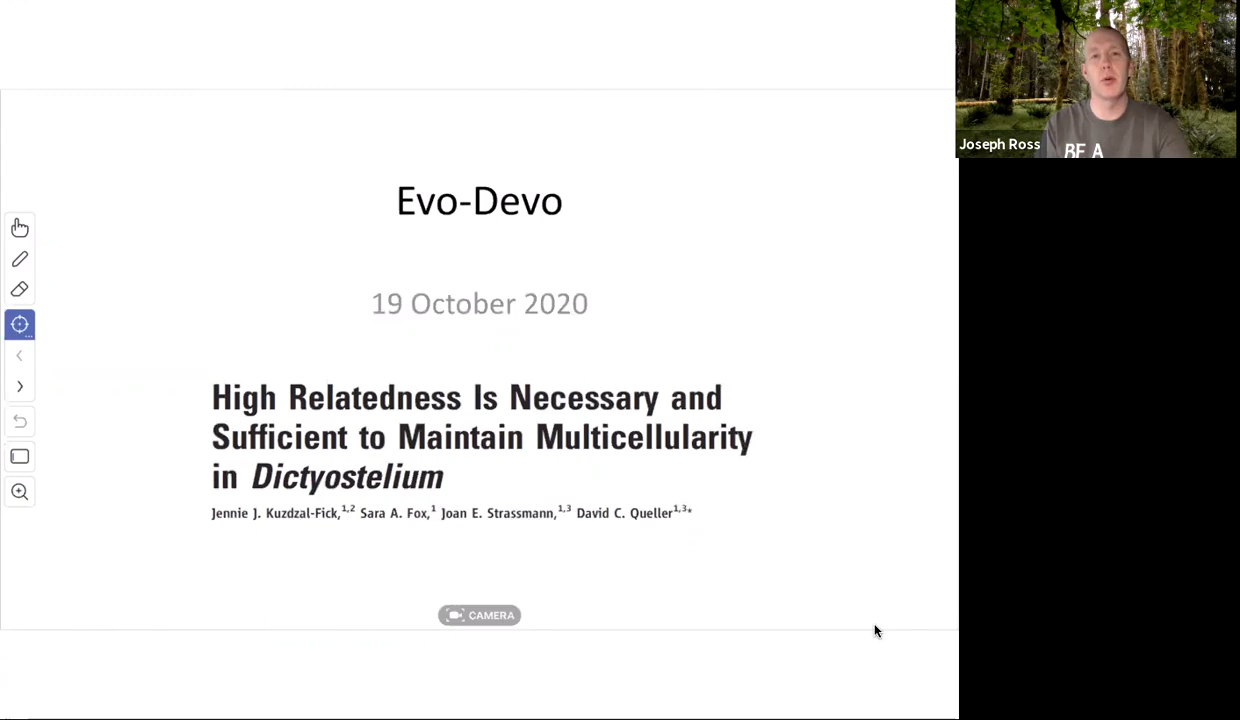 Joseph Ross
BE A
Evo-Devo
19 October 2020
High Relatedness Is Necessary and
Sufficient to Maintain Multicellularity
in Dictyostelium
Jennie J. Kuzdzal-Fick,1,2 Sara A. Fox,1 Joan E. Strassmann,1,3 David C. Queller1,3*
CAMERA